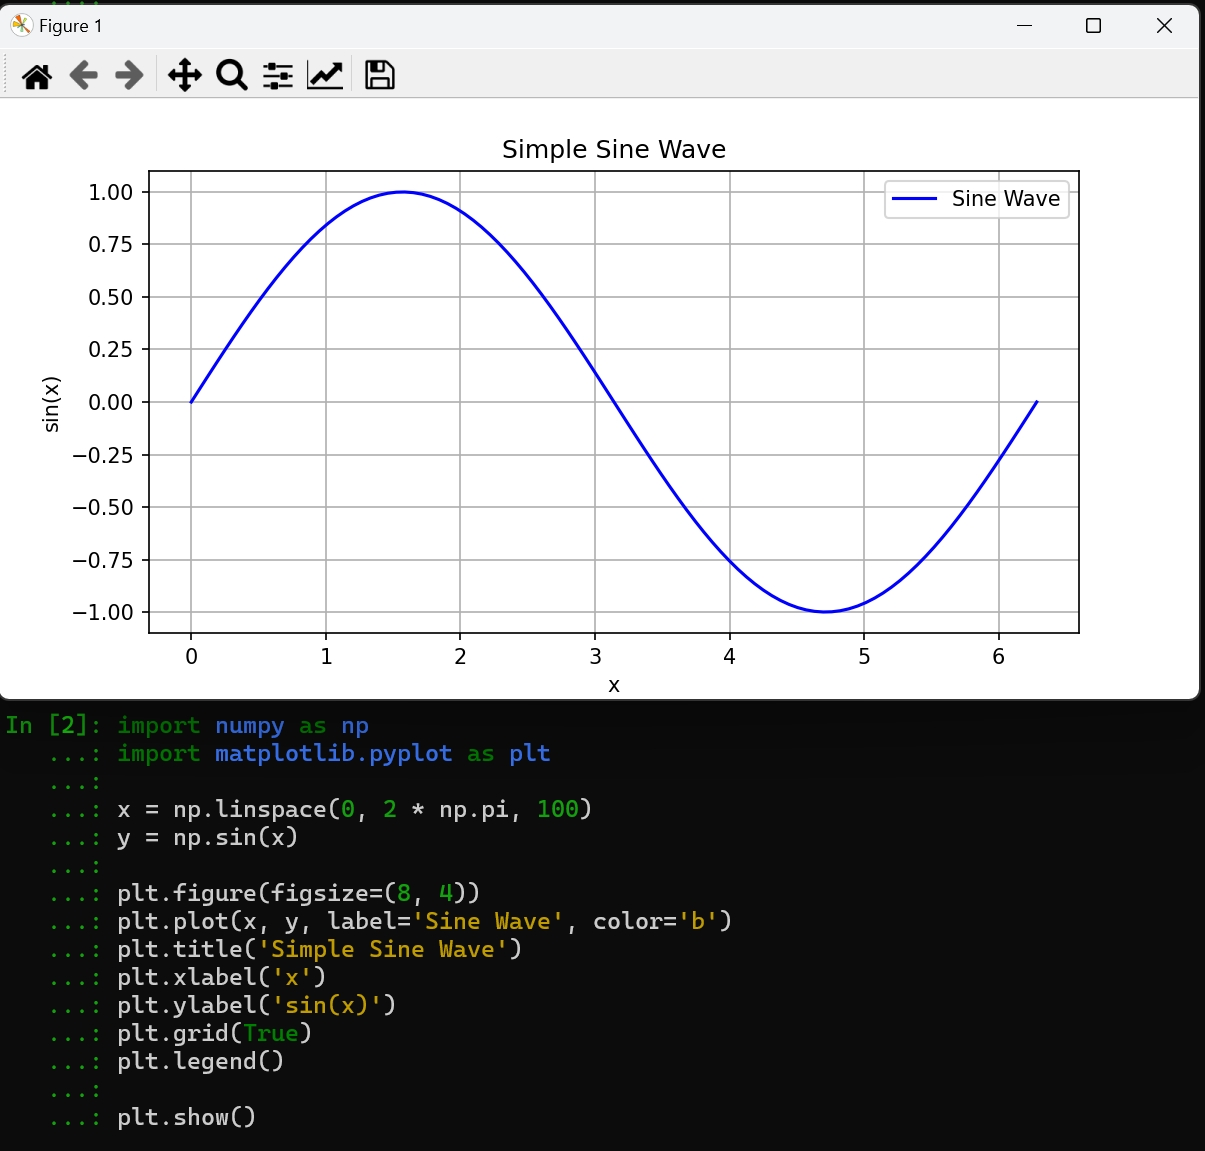 Figure 1
Simple Sine Wave
Sine Wave
1.00
0.75
0.50
0.25
0.00
−0.25
−0.50
−0.75
−1.00
sin(x)
0 1 2 3 4 5 6
x
In [2]: import numpy as np
...: import matplotlib.pyplot as plt
...:
...: x = np.linspace(0, 2 * np.pi, 100)
...: y = np.sin(x)
...:
...: plt.figure(figsize=(8, 4))
...: plt.plot(x, y, label='Sine Wave', color='b')
...: plt.title('Simple Sine Wave')
...: plt.xlabel('x')
...: plt.ylabel('sin(x)')
...: plt.grid(True)
...: plt.legend()
...:
...: plt.show()